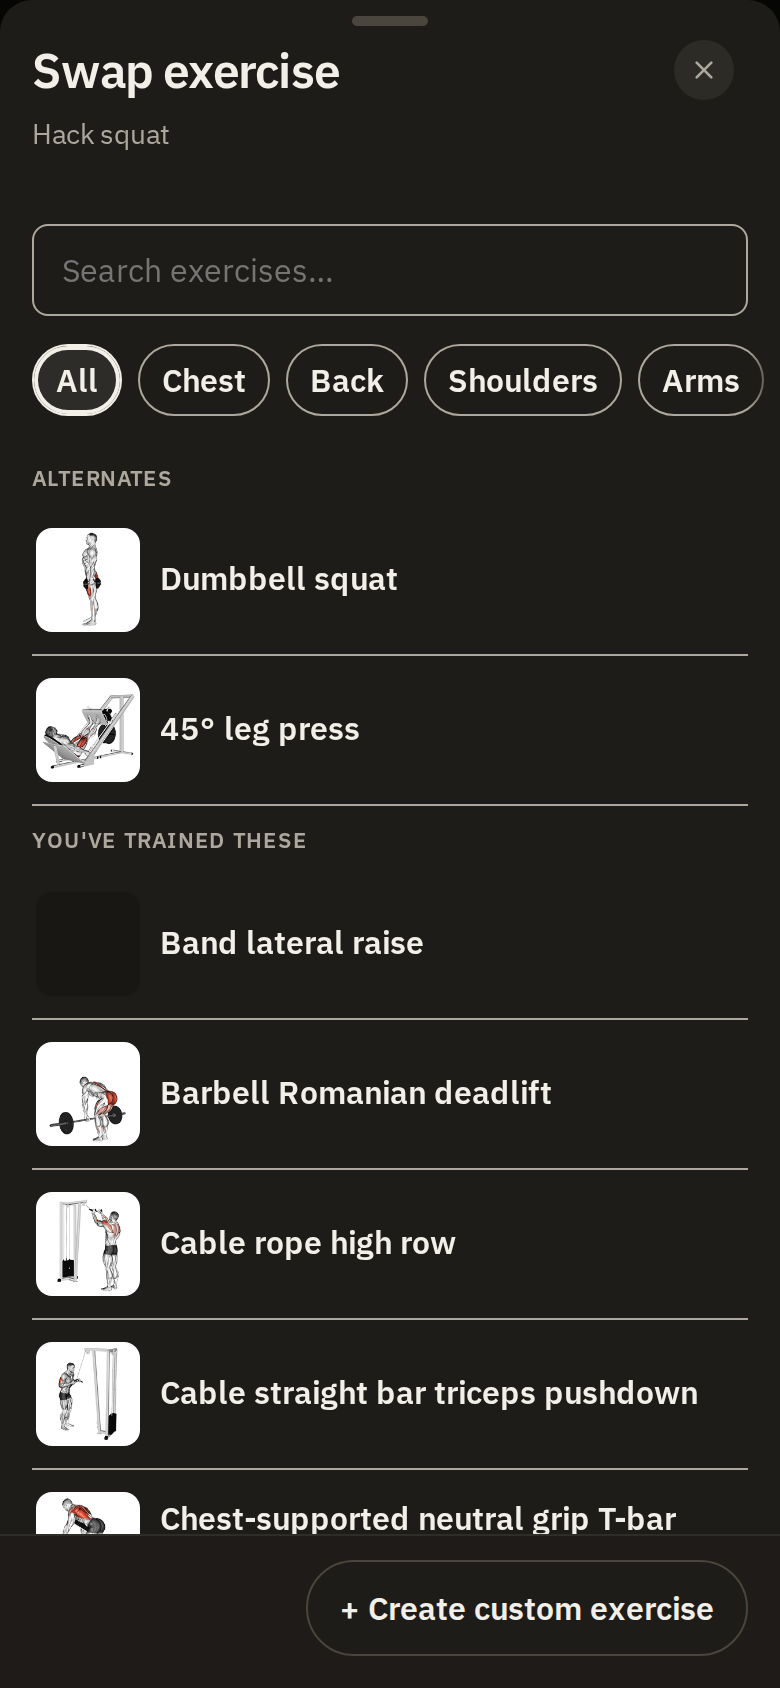 Swap exercise
Hack squat
Search exercises...
All
Chest
Back
Shoulders
Arms
ALTERNATES
Dumbbell squat
45° leg press
YOU'VE TRAINED THESE
Band lateral raise
Barbell Romanian deadlift
Cable rope high row
Cable straight bar triceps pushdown
Chest-supported neutral grip T-bar
+ Create custom exercise